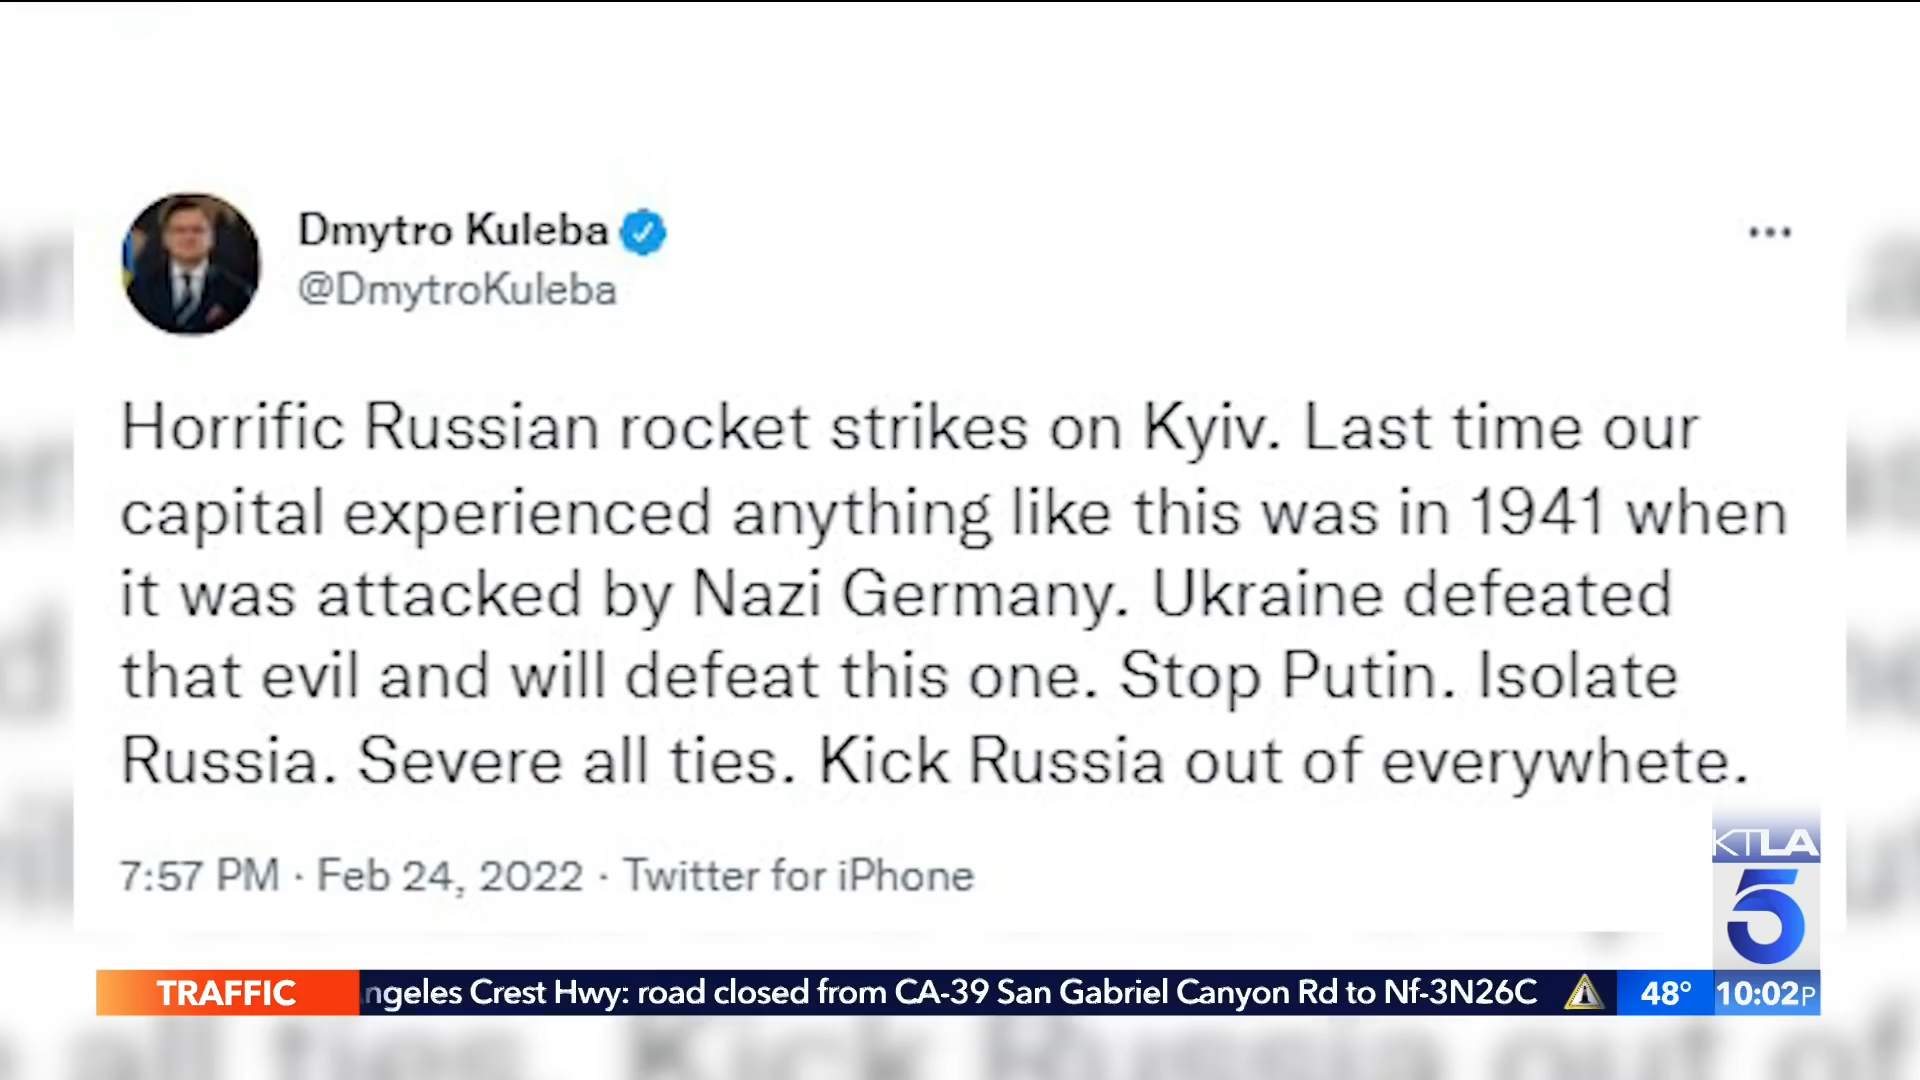 Dmytro Kuleba
@DmytroKuleba
Horrific Russian rocket strikes on Kyiv. Last time our
capital experienced anything like this was in 1941 when
it was attacked by Nazi Germany. Ukraine defeated
that evil and will defeat this one. Stop Putin. Isolate
Russia. Severe all ties. Kick Russia out of everywhete.
7:57 PM · Feb 24, 2022 · Twitter for iPhone
KTLA
5
TRAFFIC
ngeles Crest Hwy: road closed from CA-39 San Gabriel Canyon Rd to Nf-3N26C
48°
10:02P